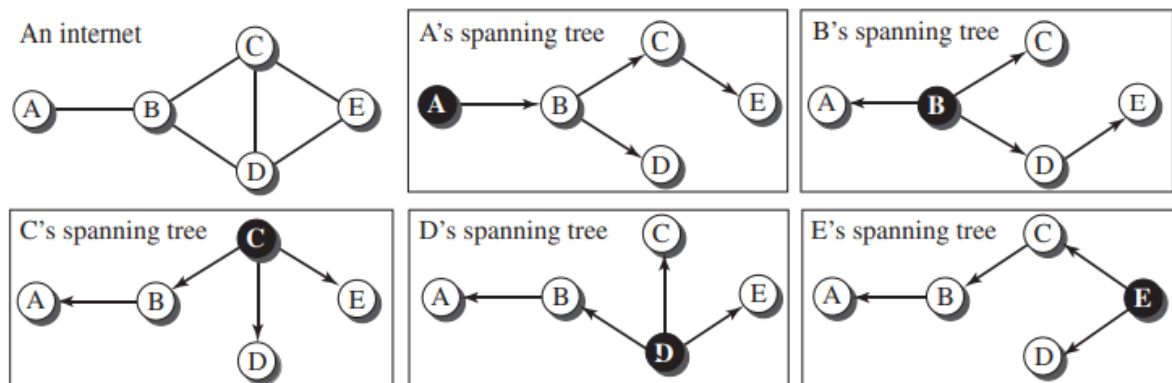 An internet
A
B
C
D
E
A's spanning tree
A
B
C
D
E
B's spanning tree
A
B
C
D
E
C's spanning tree
A
B
C
D
E
D's spanning tree
A
B
C
D
E
E's spanning tree
A
B
C
D
E